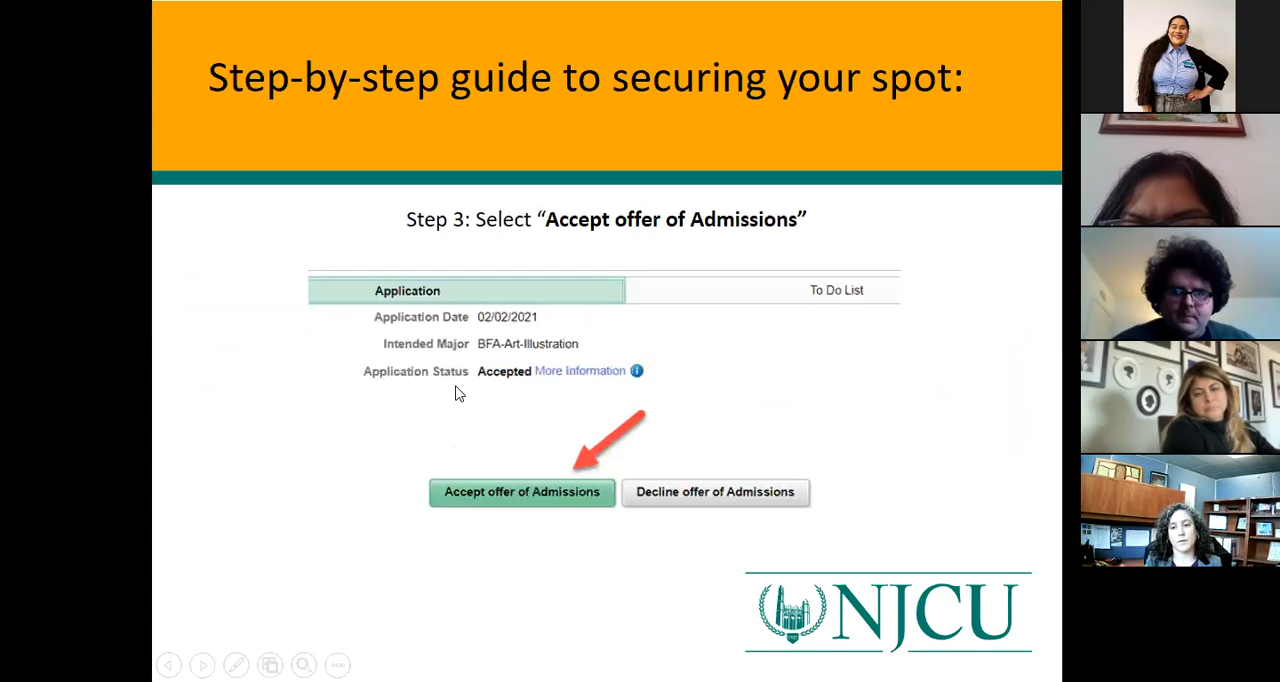 Step-by-step guide to securing your spot:
Step 3: Select “Accept offer of Admissions”
Application To Do List
Application Date 02/02/2021
Intended Major BFA-Art-Illustration
Application Status Accepted More Information i
Accept offer of Admissions Decline offer of Admissions
NJCU